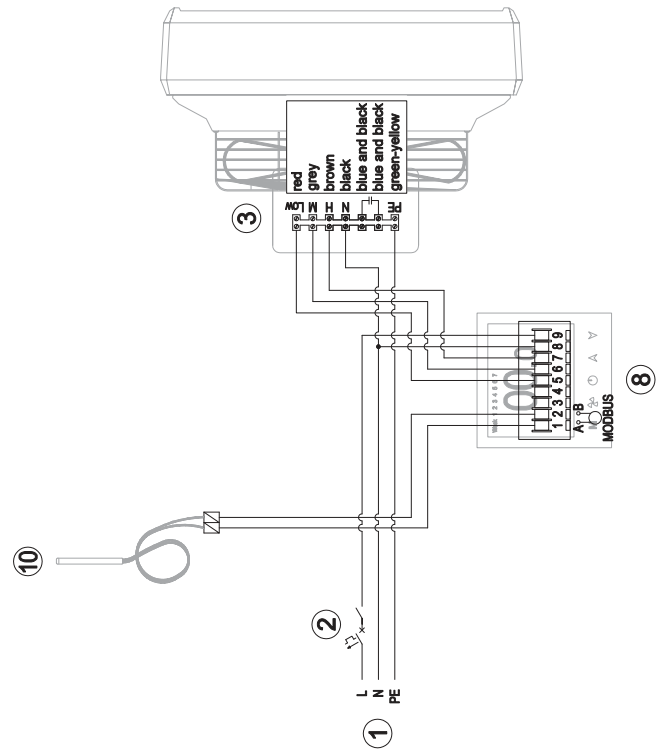 red
grey
brown
black
blue and black
blue and black
green-yellow
Low
M
H
N
PE
3
1 2 3 4 5 6 7 8 9
A B
MODBUS
8
10
2
L
N
PE
1